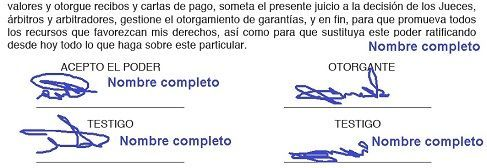 valores y otorgue recibos y cartas de pago, someta el presente juicio a la decisión de los Jueces,
árbitros y arbitradores, gestione el otorgamiento de garantías, y en fin, para que promueva todos
los recursos que favorezcan mis derechos, así como para que sustituya este poder ratificando
desde hoy todo lo que haga sobre este particular. Nombre completo
ACEPTO EL PODER OTORGANTE
Nombre completo
TESTIGO TESTIGO
Nombre completo Nombre completo